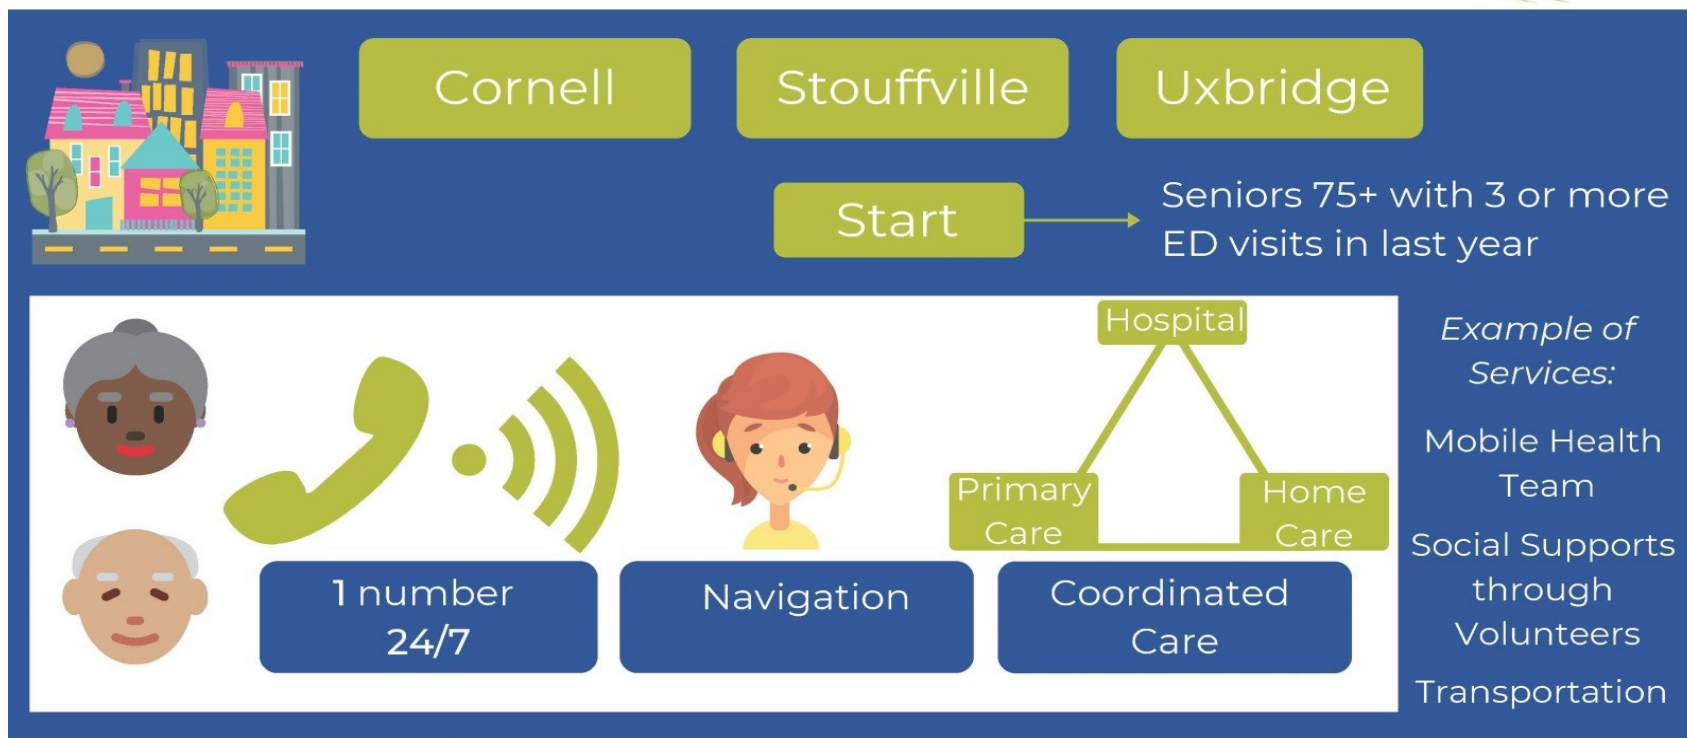 Cornell
Stouffville
Uxbridge
Start
Seniors 75+ with 3 or more
ED visits in last year
Hospital
Primary
Care
Home
Care
1 number
24/7
Navigation
Coordinated
Care
Example of
Services:
Mobile Health
Team
Social Supports
through
Volunteers
Transportation